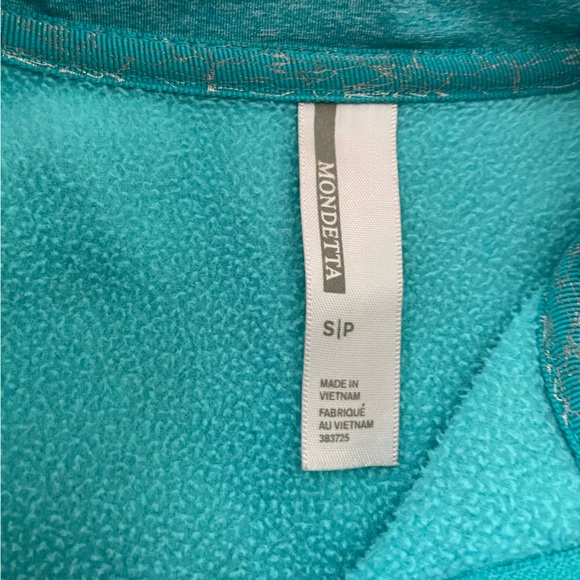 MONDETTA
S|P
MADE IN
VIETNAM
FABRIQUÉ
AU VIETNAM
383725